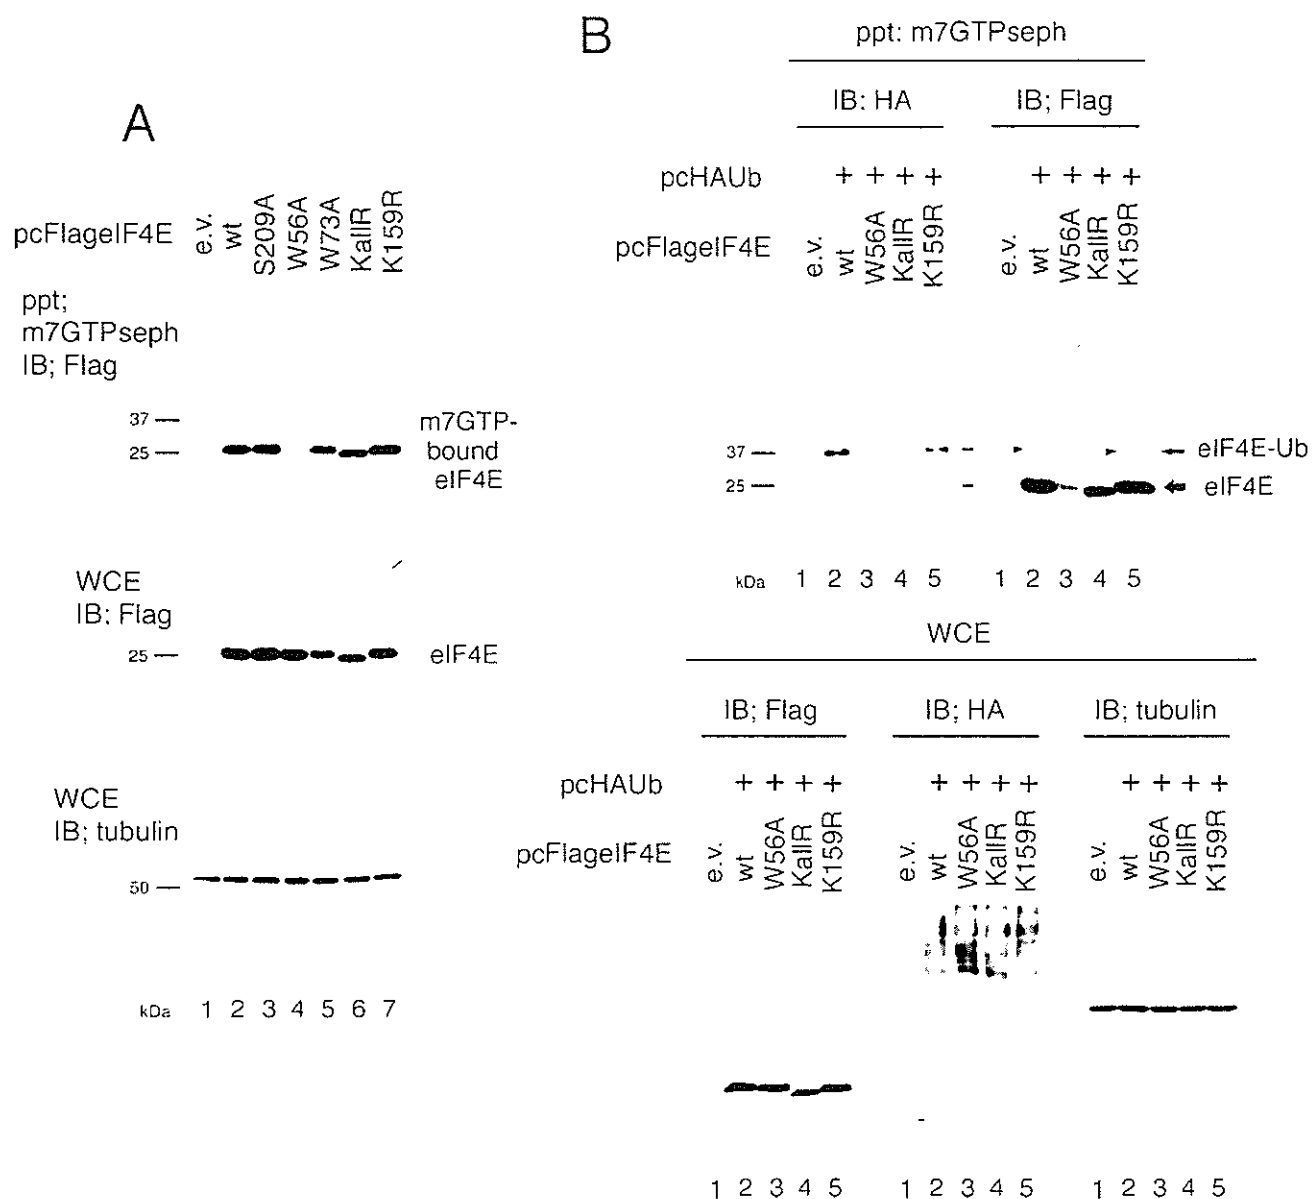 A
pcFlageIF4E
e.v.
wt
S209A
W56A
W73A
KallR
K159R
ppt;
m7GTPseph
IB; Flag
37
25
m7GTP-
bound
eIF4E
WCE
IB; Flag
25
eIF4E
WCE
IB; tubulin
50
kDa 1 2 3 4 5 6 7
B
ppt: m7GTPseph
IB: HA IB; Flag
pcHAUb + + + + + + + +
pcFlageIF4E
e.v.
wt
W56A
KallR
K159R
e.v.
wt
W56A
KallR
K159R
37
25
eIF4E-Ub
eIF4E
kDa 1 2 3 4 5 1 2 3 4 5
WCE
IB; Flag IB; HA IB; tubulin
pcHAUb + + + + + + + + + + + +
pcFlageIF4E
e.v.
wt
W56A
KallR
K159R
e.v.
wt
W56A
KallR
K159R
e.v.
wt
W56A
KallR
K159R
1 2 3 4 5 1 2 3 4 5 1 2 3 4 5